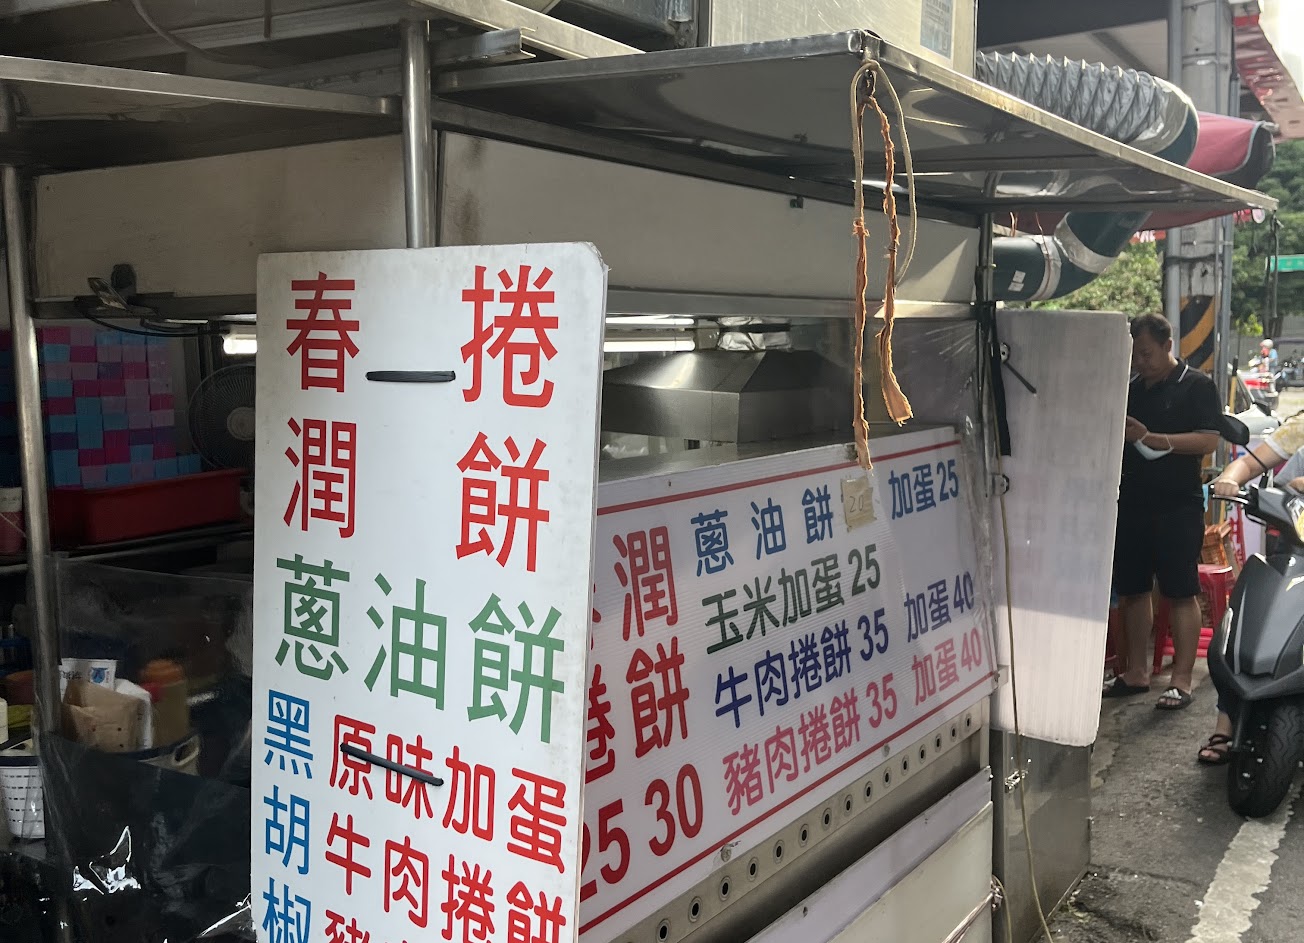 春 捲
潤 餅
蔥油餅
黑胡椒
原味加蛋
牛肉捲餅
潤
捲餅
25 30
蔥油餅 20 加蛋25
玉米加蛋25
牛肉捲餅35 加蛋40
豬肉捲餅35 加蛋40